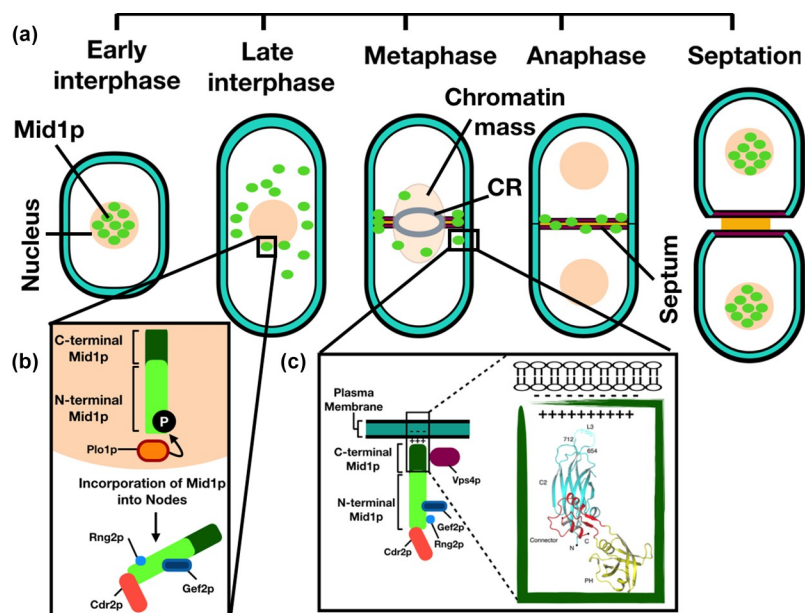 (a)
Early
interphase
Late
interphase
Metaphase
Anaphase
Septation
Mid1p
Nucleus
Chromatin
mass
CR
Septum
(b)
C-terminal
Mid1p
N-terminal
Mid1p
P
Plo1p
Incorporation of Mid1p
into Nodes
Rng2p
Gef2p
Cdr2p
(c)
Plasma
Membrane
- - -
+++
C-terminal
Mid1p
Vps4p
N-terminal
Mid1p
Gef2p
Rng2p
Cdr2p
- - - - - - - - - -
++++++++++
L3
712
654
C2
Connector
N
C
PH